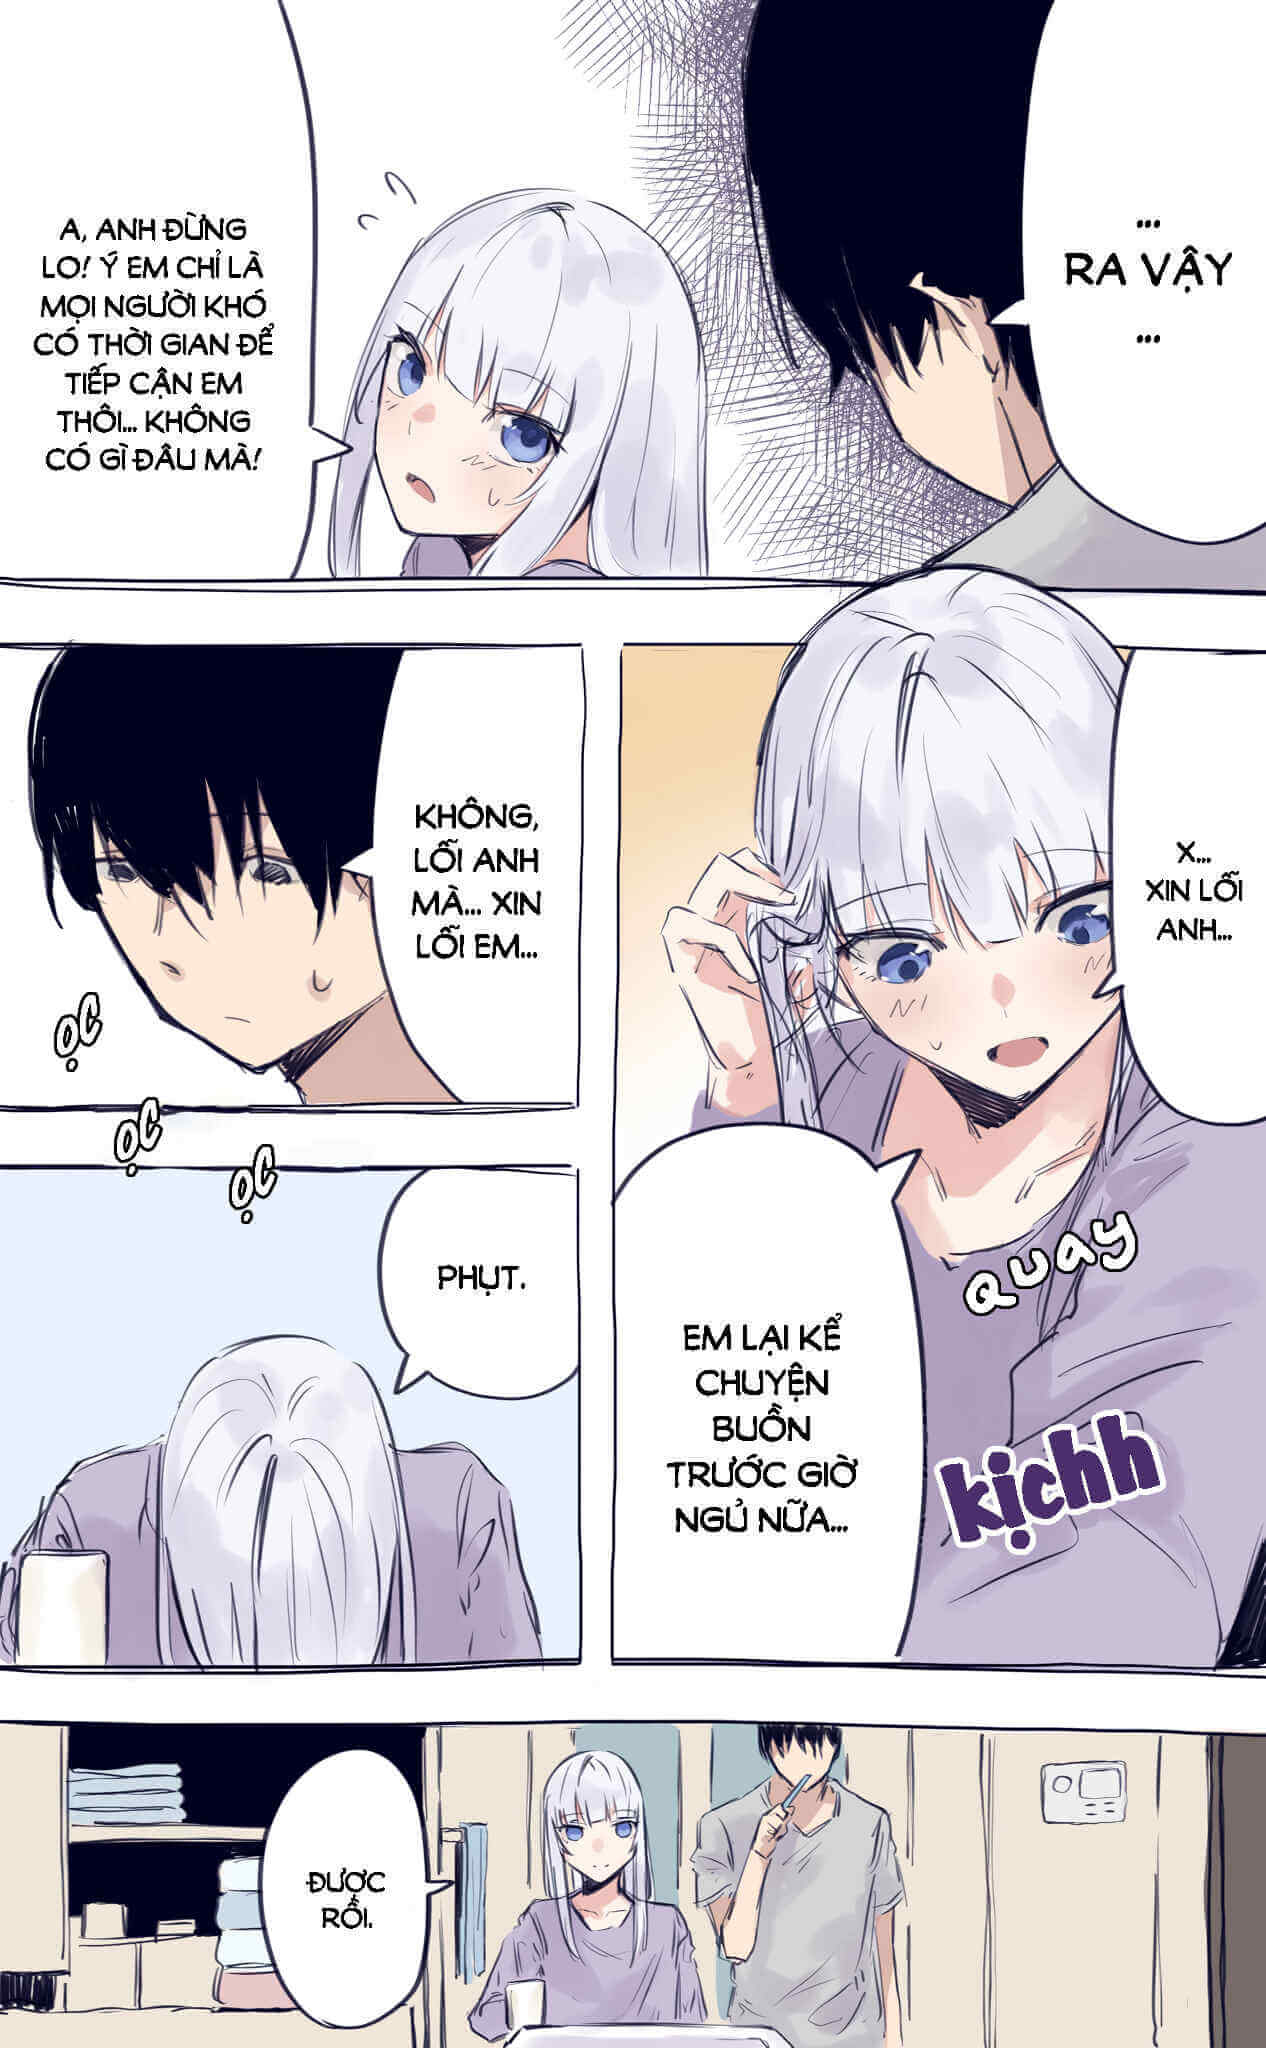 ...
RA VẬY
...
A, ANH ĐỪNG
LO! Ý EM CHỈ LÀ
MỌI NGƯỜI KHÓ
CÓ THỜI GIAN ĐỂ
TIẾP CẬN EM
THÔI... KHÔNG
CÓ GÌ ĐÂU MÀ!
X...
XIN LỖI
ANH...
QUAY
EM LẠI KỂ
CHUYỆN
BUỒN
TRƯỚC GIỜ
NGỦ NỮA...
KỊCHH
KHÔNG,
LỖI ANH
MÀ... XIN
LỖI EM...
ỌC
ỌC
ỌC
PHỤT.
ĐƯỢC
RỒI.